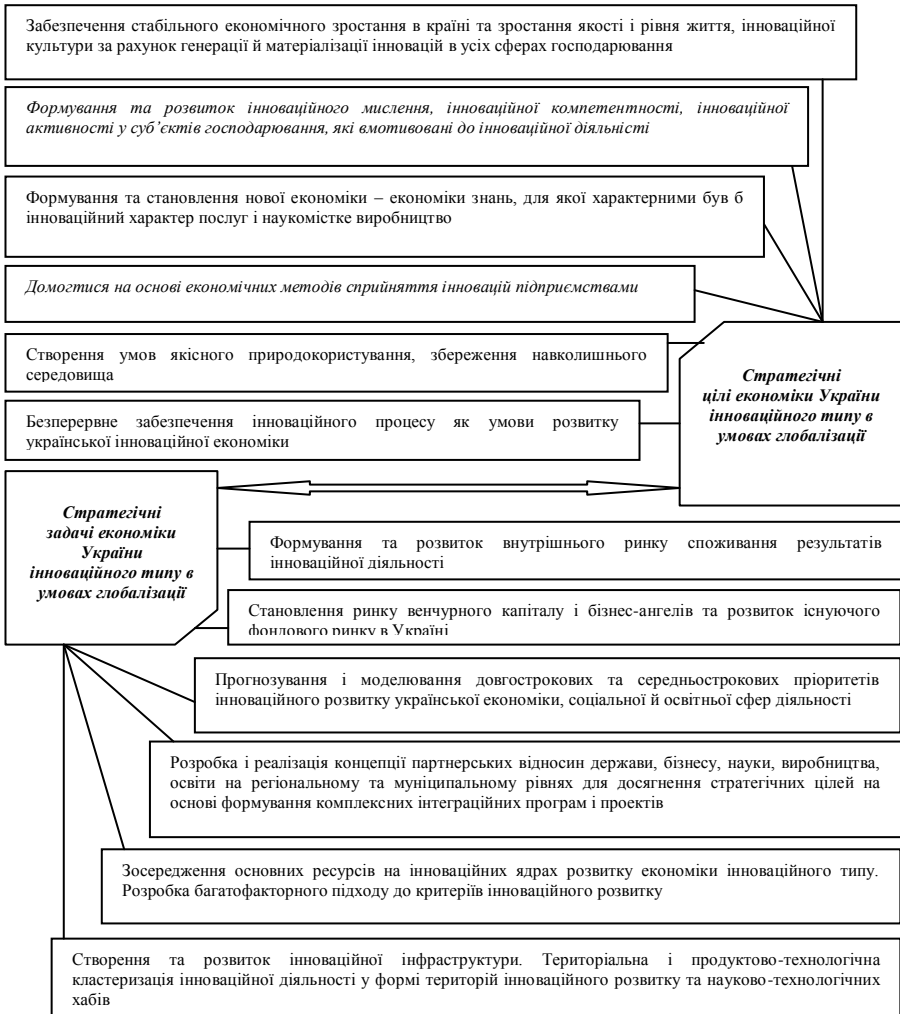 Забезпечення стабільного економічного зростання в країні та зростання якості і рівня життя, інноваційної
культури за рахунок генерації й матеріалізації інновацій в усіх сферах господарювання
Формування та розвиток інноваційного мислення, інноваційної компетентності, інноваційної
активності у суб’єктів господарювання, які вмотивовані до інноваційної діяльністі
Формування та становлення нової економіки – економіки знань, для якої характерними був б
інноваційний характер послуг і наукомістке виробництво
Домогтися на основі економічних методів сприйняття інновацій підприємствами
Створення умов якісного природокористування, збереження навколишнього
середовища
Безперервне забезпечення інноваційного процесу як умови розвитку
української інноваційної економіки
Стратегічні
цілі економіки України
інноваційного типу в
умовах глобалізації
Стратегічні
задачі економіки
України
інноваційного типу в
умовах глобалізації
Формування та розвиток внутрішнього ринку споживання результатів
інноваційної діяльності
Становлення ринку венчурного капіталу і бізнес-ангелів та розвиток існуючого
фондового ринку в Україні
Прогнозування і моделювання довгострокових та середньострокових пріоритетів
інноваційного розвитку української економіки, соціальної й освітньої сфер діяльності
Розробка і реалізація концепції партнерських відносин держави, бізнесу, науки, виробництва,
освіти на регіональному та муніципальному рівнях для досягнення стратегічних цілей на
основі формування комплексних інтеграційних програм і проектів
Зосередження основних ресурсів на інноваційних ядрах розвитку економіки інноваційного типу.
Розробка багатофакторного підходу до критеріїв інноваційного розвитку
Створення та розвиток інноваційної інфраструктури. Територіальна і продуктово-технологічна
кластеризація інноваційної діяльності у формі територій інноваційного розвитку та науково-технологічних
хабів